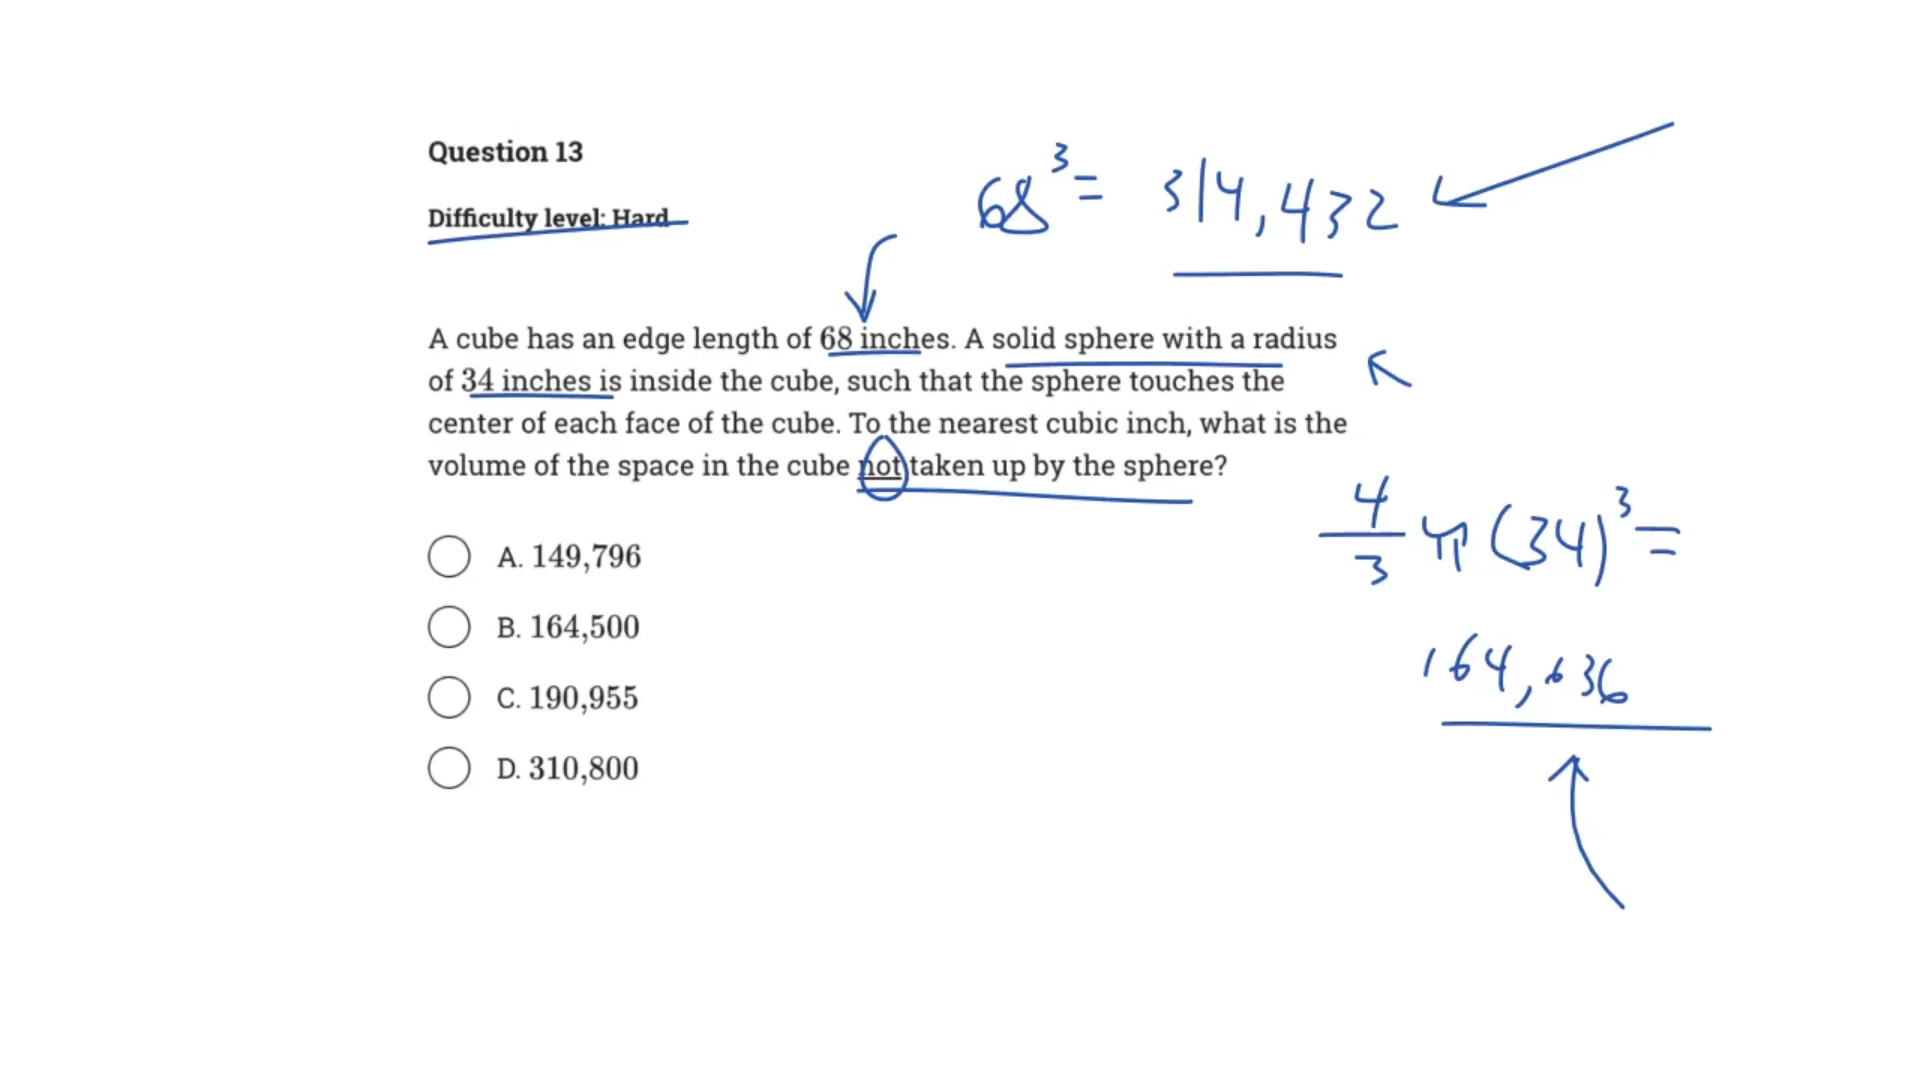 Question 13
68³ = 314,432
Difficulty level: Hard
A cube has an edge length of 68 inches. A solid sphere with a radius
of 34 inches is inside the cube, such that the sphere touches the
center of each face of the cube. To the nearest cubic inch, what is the
volume of the space in the cube not taken up by the sphere?
4/3 π (34)³ =
A. 149,796
B. 164,500
164,636
C. 190,955
D. 310,800